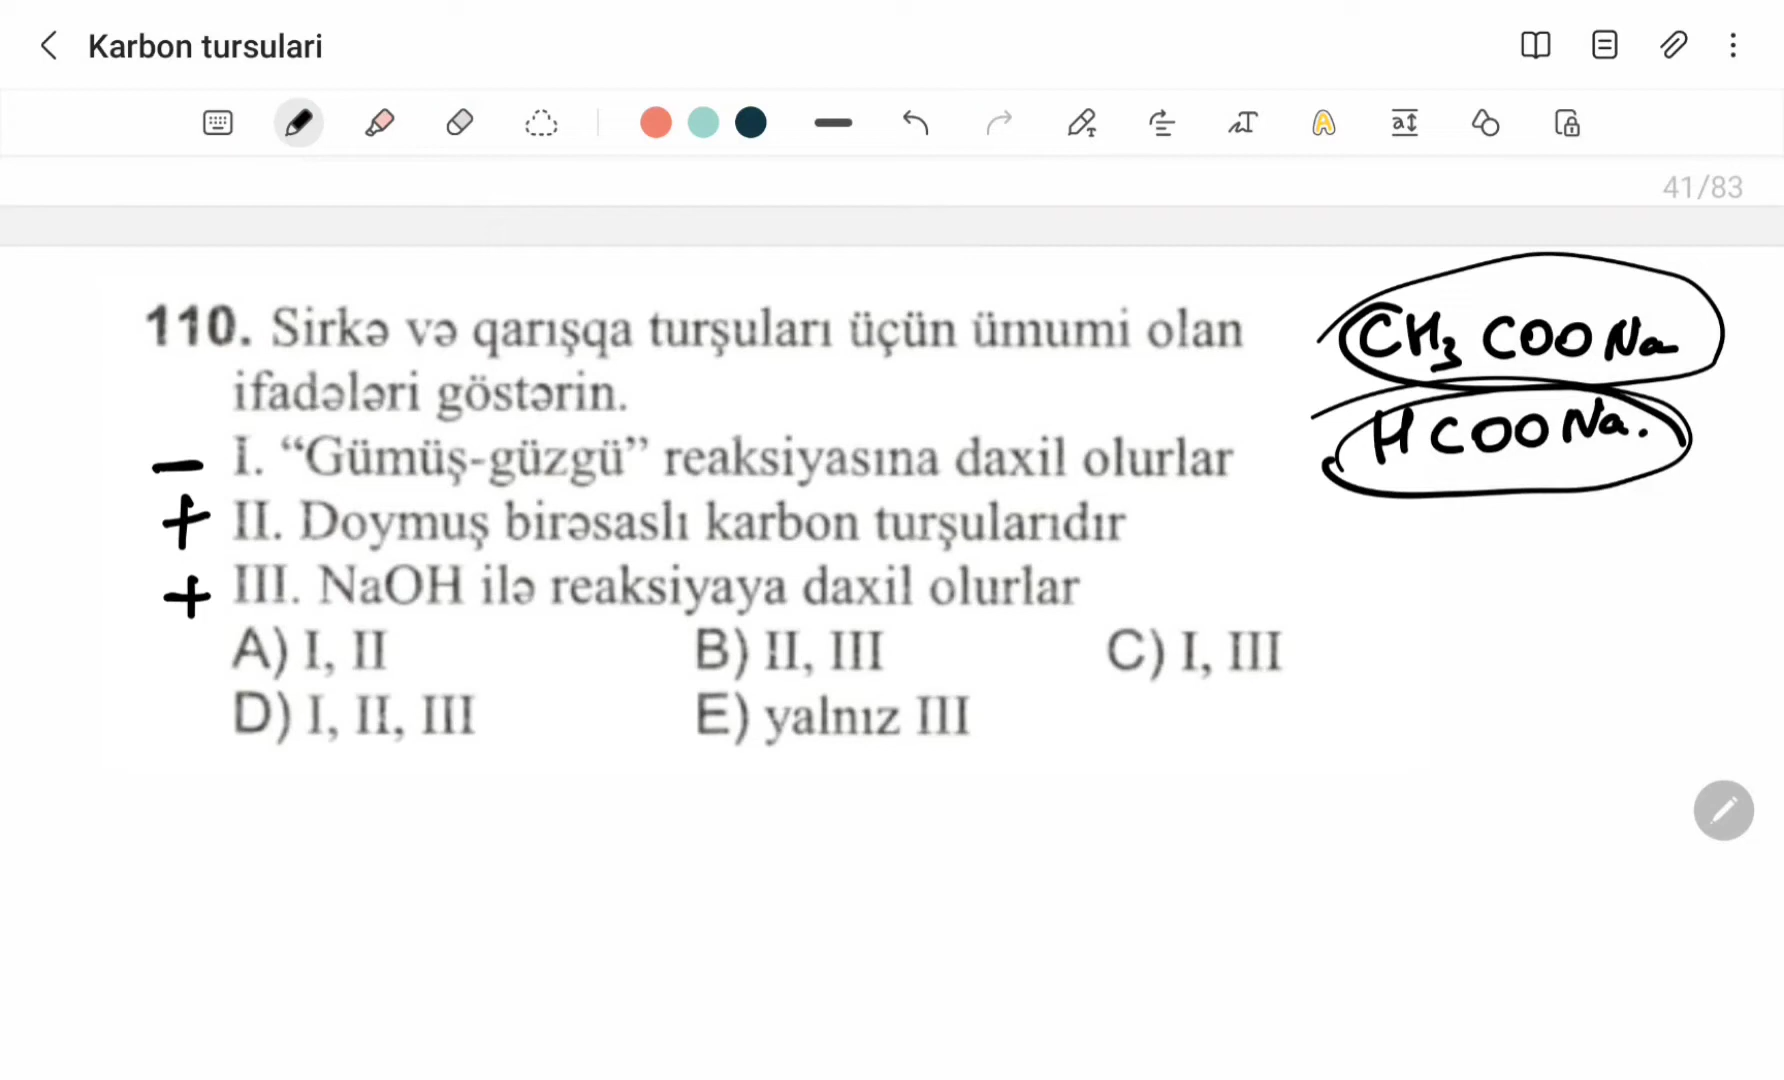 Karbon tursulari
41/83
110. Sirkə və qarışqa turşuları üçün ümumi olan
ifadələri göstərin.
– I. “Gümüş-güzgü” reaksiyasına daxil olurlar
+ II. Doymuş birəsaslı karbon turşularıdır
+ III. NaOH ilə reaksiyaya daxil olurlar
A) I, II B) II, III C) I, III
D) I, II, III E) yalnız III
CH3 COONa
HCOONa.